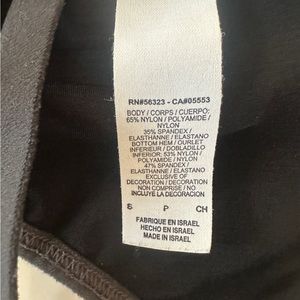 RN#56323 - CA#05553
BODY / CORPS / CUERPO:
65% NYLON / POLYAMIDE /
NYLON
35% SPANDEX /
ELASTHANNE / ELASTANO
BOTTOM HEM / OURLET
INFERIEUR / DOBLADILLO
INFERIOR: 53% NYLON /
POLYAMIDE / NYLON
47% SPANDEX /
ELASTHANNE / ELASTANO
EXCLUSIVE OF
DECORATION / DECORATION
NON COMPRISE / NO
INCLUYE DECORATION
S P CH
FABRIQUE EN ISRAEL
HECHO EN ISRAEL
MADE IN ISRAEL